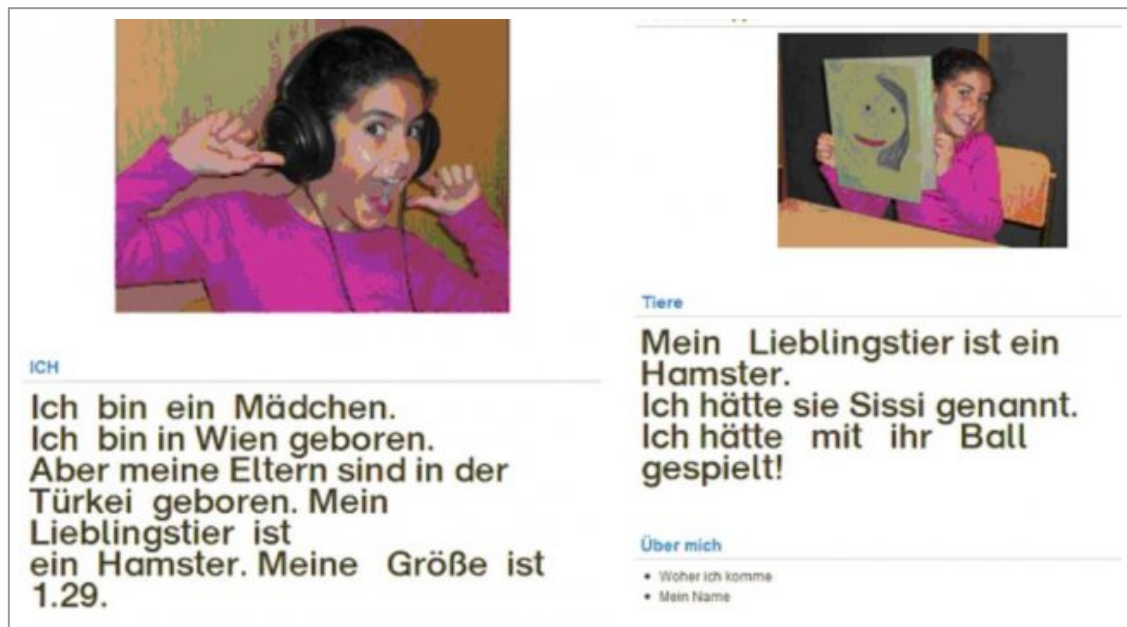 ICH
Ich bin ein Mädchen.
Ich bin in Wien geboren.
Aber meine Eltern sind in der
Türkei geboren. Mein
Lieblingstier ist
ein Hamster. Meine Größe ist
1.29.
Tiere
Mein Lieblingstier ist ein
Hamster.
Ich hätte sie Sissi genannt.
Ich hätte mit ihr Ball
gespielt!
Über mich
Woher ich komme
Mein Name